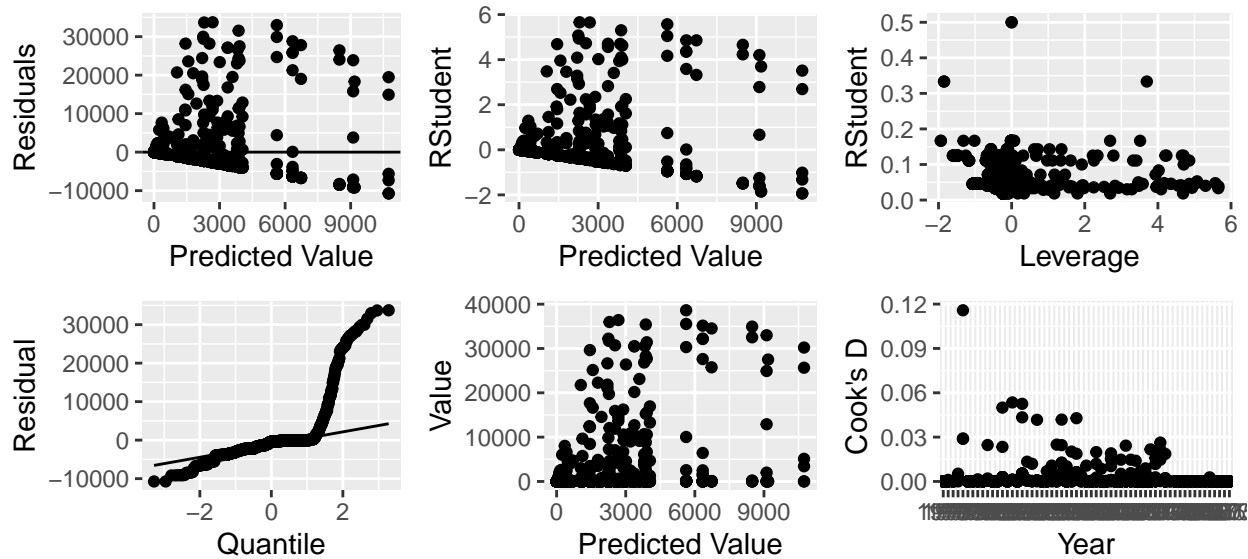 Residuals
30000
20000
10000
0
−10000
0 3000 6000 9000
Predicted Value
RStudent
6
4
2
0
−2
0 3000 6000 9000
Predicted Value
RStudent
0.5
0.4
0.3
0.2
0.1
0.0
−2 0 2 4 6
Leverage
Residual
30000
20000
10000
0
−10000
−2 0 2
Quantile
Value
40000
30000
20000
10000
0
0 3000 6000 9000
Predicted Value
Cook's D
0.12
0.09
0.06
0.03
0.00
Year